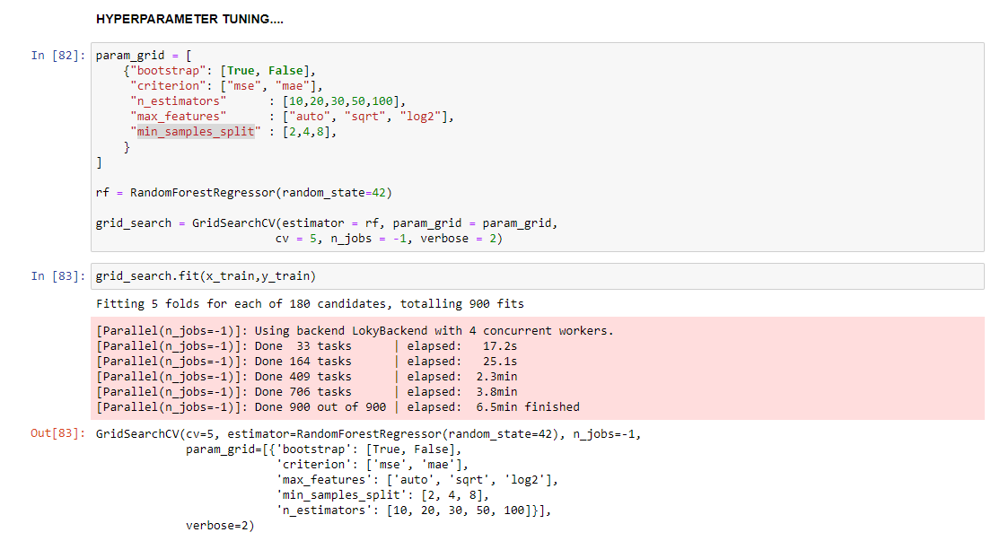 HYPERPARAMETER TUNING....
In [82]: param_grid = [
{"bootstrap": [True, False],
"criterion": ["mse", "mae"],
"n_estimators"      : [10,20,30,50,100],
"max_features"      : ["auto", "sqrt", "log2"],
"min_samples_split" : [2,4,8],
}
]
rf = RandomForestRegressor(random_state=42)
grid_search = GridSearchCV(estimator = rf, param_grid = param_grid,
cv = 5, n_jobs = -1, verbose = 2)
In [83]: grid_search.fit(x_train,y_train)
Fitting 5 folds for each of 180 candidates, totalling 900 fits
[Parallel(n_jobs=-1)]: Using backend LokyBackend with 4 concurrent workers.
[Parallel(n_jobs=-1)]: Done  33 tasks      | elapsed:   17.2s
[Parallel(n_jobs=-1)]: Done 164 tasks      | elapsed:   25.1s
[Parallel(n_jobs=-1)]: Done 409 tasks      | elapsed:  2.3min
[Parallel(n_jobs=-1)]: Done 706 tasks      | elapsed:  3.8min
[Parallel(n_jobs=-1)]: Done 900 out of 900 | elapsed:  6.5min finished
Out[83]: GridSearchCV(cv=5, estimator=RandomForestRegressor(random_state=42), n_jobs=-1,
param_grid=[{'bootstrap': [True, False],
'criterion': ['mse', 'mae'],
'max_features': ['auto', 'sqrt', 'log2'],
'min_samples_split': [2, 4, 8],
'n_estimators': [10, 20, 30, 50, 100]}],
verbose=2)